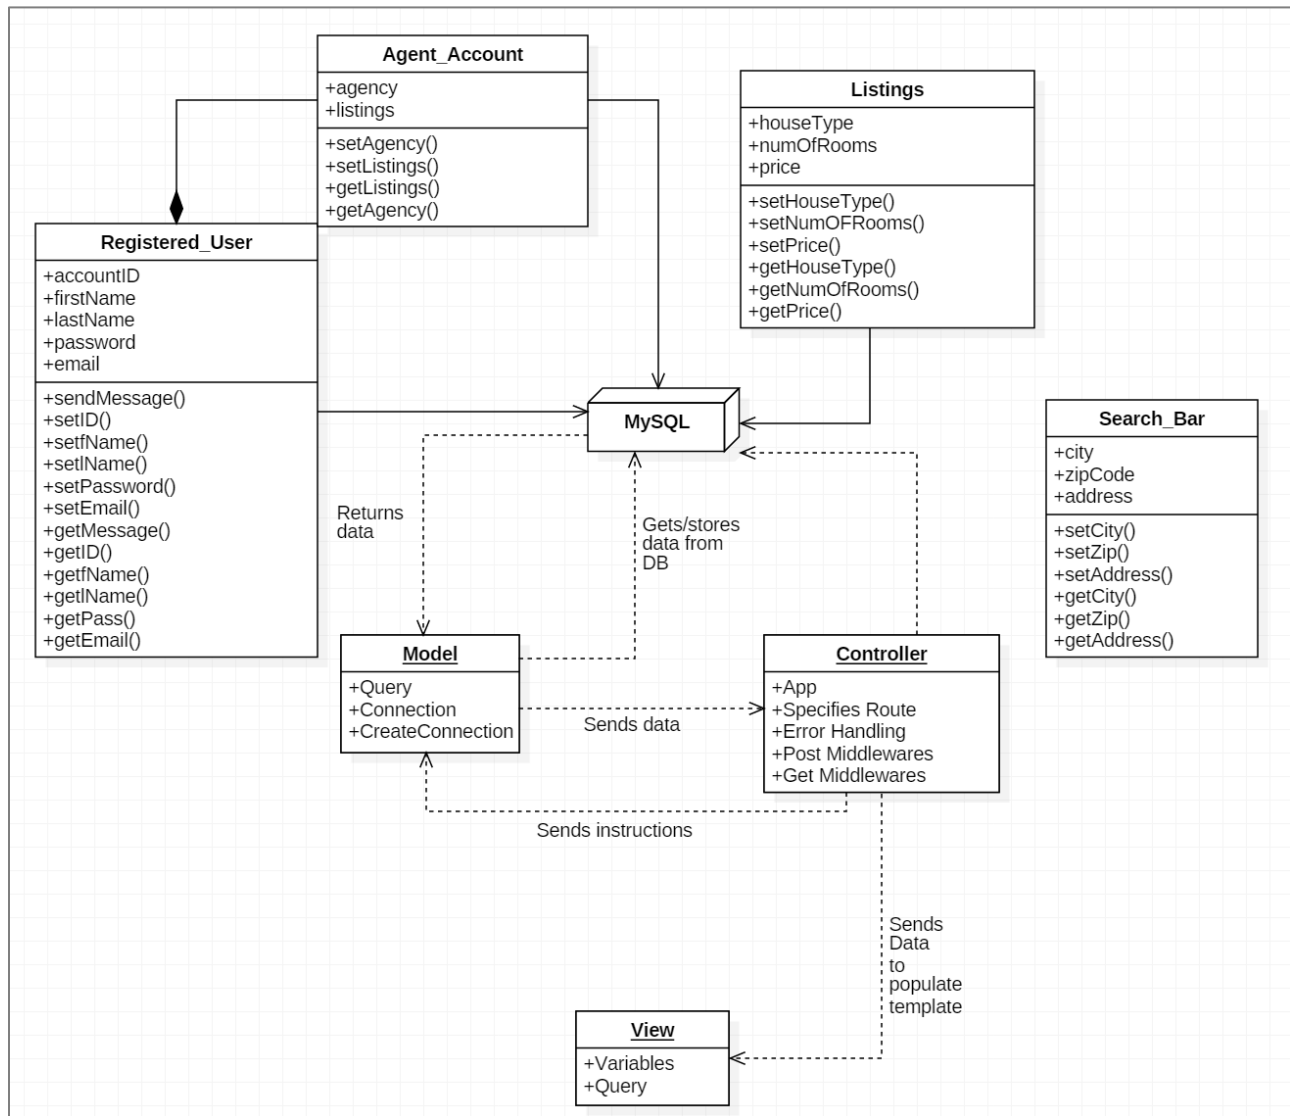 Agent_Account
+agency
+listings
+setAgency()
+setListings()
+getListings()
+getAgency()
Listings
+houseType
+numOfRooms
+price
+setHouseType()
+setNumOFRooms()
+setPrice()
+getHouseType()
+getNumOfRooms()
+getPrice()
Registered_User
+accountID
+firstName
+lastName
+password
+email
+sendMessage()
+setID()
+setfName()
+setlName()
+setPassword()
+setEmail()
+getMessage()
+getID()
+getfName()
+getlName()
+getPass()
+getEmail()
MySQL
Search_Bar
+city
+zipCode
+address
+setCity()
+setZip()
+setAddress()
+getCity()
+getZip()
+getAddress()
Returns
data
Gets/stores
data from
DB
Model
+Query
+Connection
+CreateConnection
Sends data
Controller
+App
+Specifies Route
+Error Handling
+Post Middlewares
+Get Middlewares
Sends instructions
Sends
Data
to
populate
template
View
+Variables
+Query